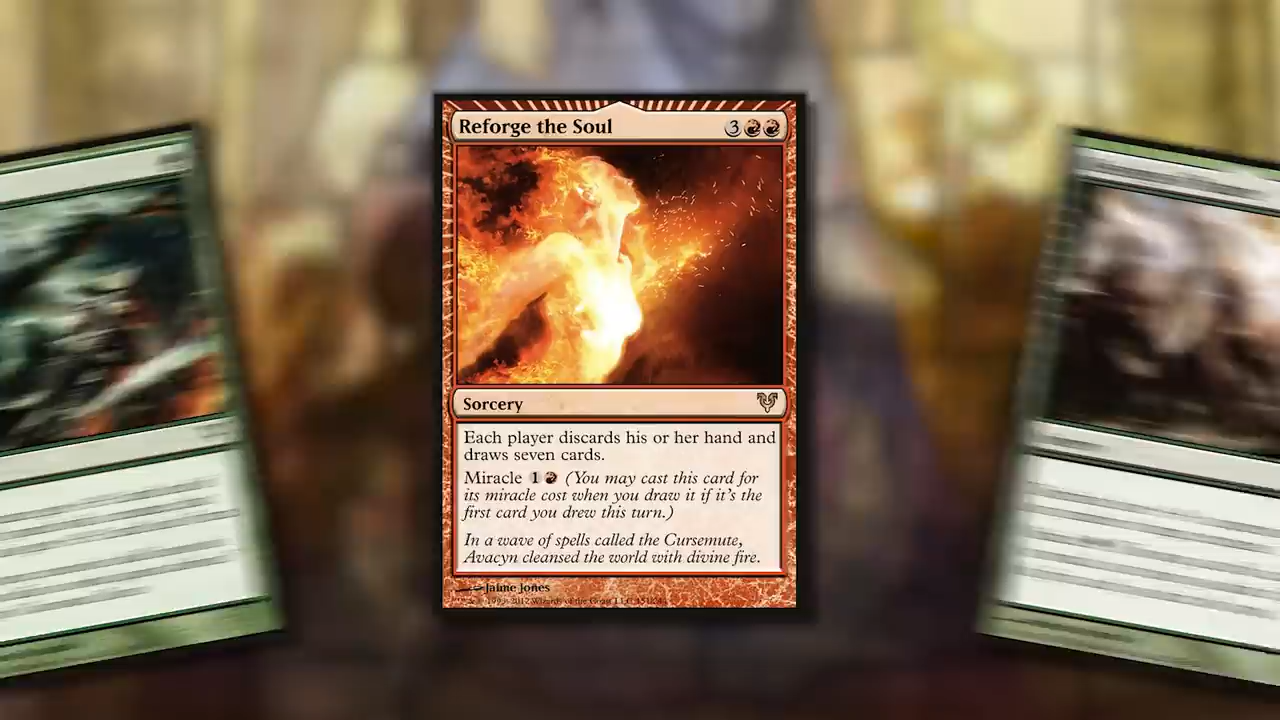 Reforge the Soul 3
Sorcery
Each player discards his or her hand and
draws seven cards.
Miracle 1 (You may cast this card for
its miracle cost when you draw it if it's the
first card you drew this turn.)
In a wave of spells called the Cursemute,
Avacyn cleansed the world with divine fire.
Jaime Jones